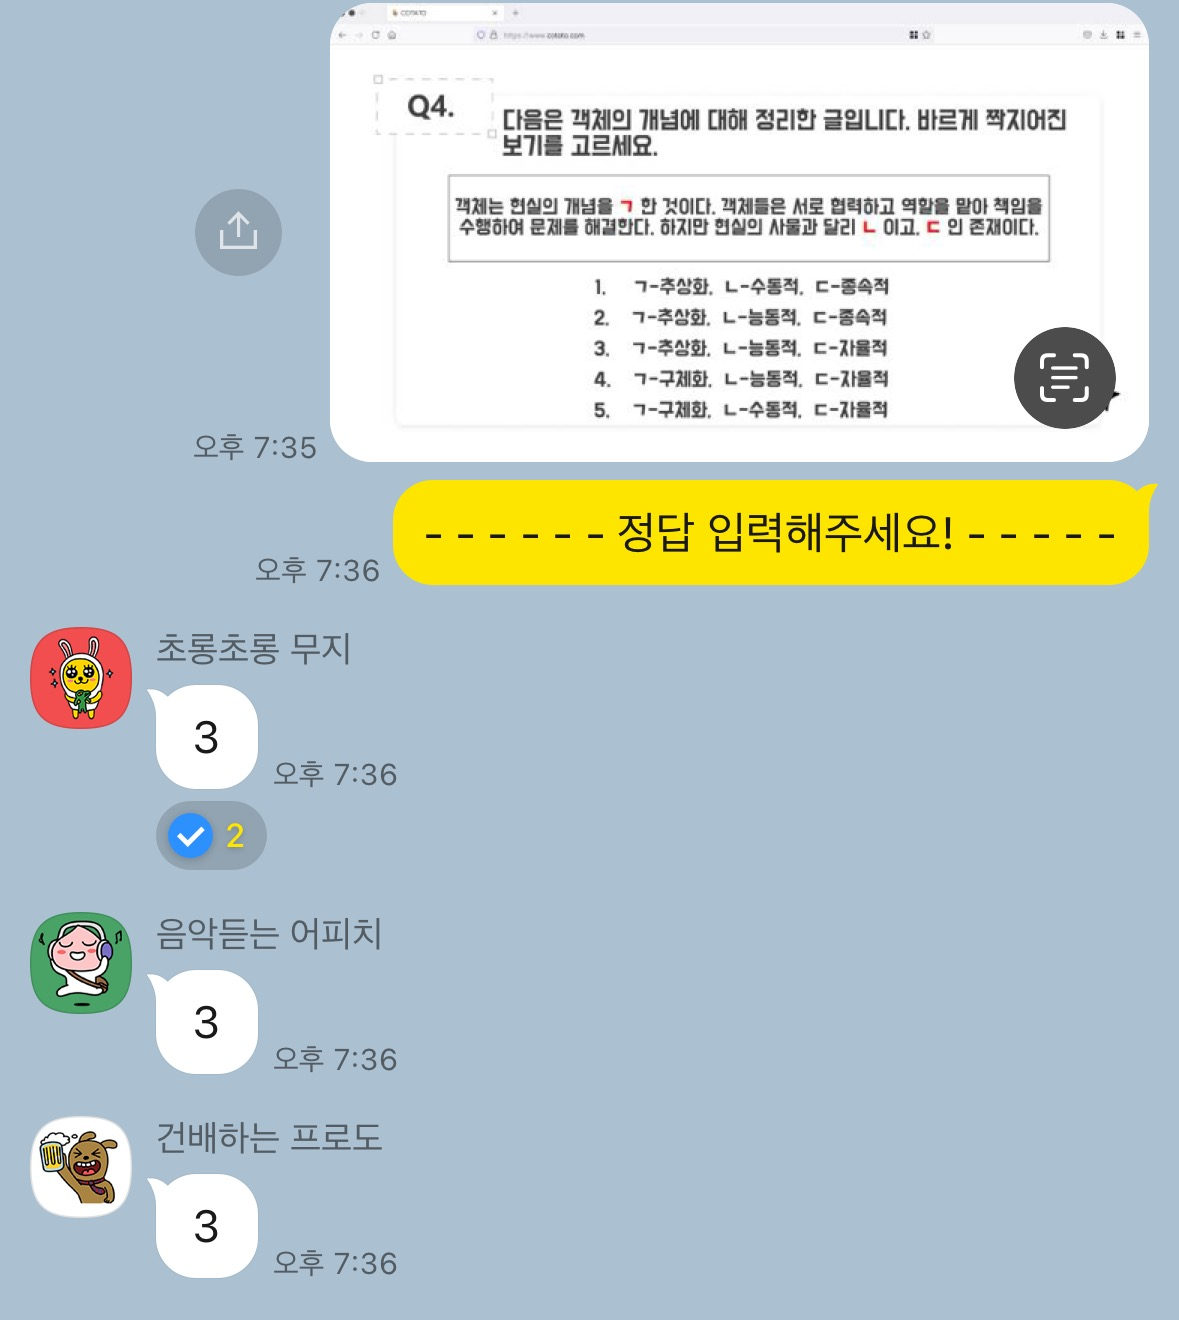 COTATO
https://www.cotato.com
Q4.
다음은 객체의 개념에 대해 정리한 글입니다. 바르게 짝지어진
보기를 고르세요.
객체는 현실의 개념을 ㄱ 한 것이다. 객체들은 서로 협력하고 역할을 맡아 책임을
수행하여 문제를 해결한다. 하지만 현실의 사물과 달리 ㄴ 이고, ㄷ 인 존재이다.
1. ㄱ-추상화, ㄴ-수동적, ㄷ-종속적
2. ㄱ-추상화, ㄴ-능동적, ㄷ-종속적
3. ㄱ-추상화, ㄴ-능동적, ㄷ-자율적
4. ㄱ-구체화, ㄴ-능동적, ㄷ-자율적
5. ㄱ-구체화, ㄴ-수동적, ㄷ-자율적
오후 7:35
- - - - - - 정답 입력해주세요! - - - - -
오후 7:36
초롱초롱 무지
3
오후 7:36
2
음악듣는 어피치
3
오후 7:36
건배하는 프로도
3
오후 7:36